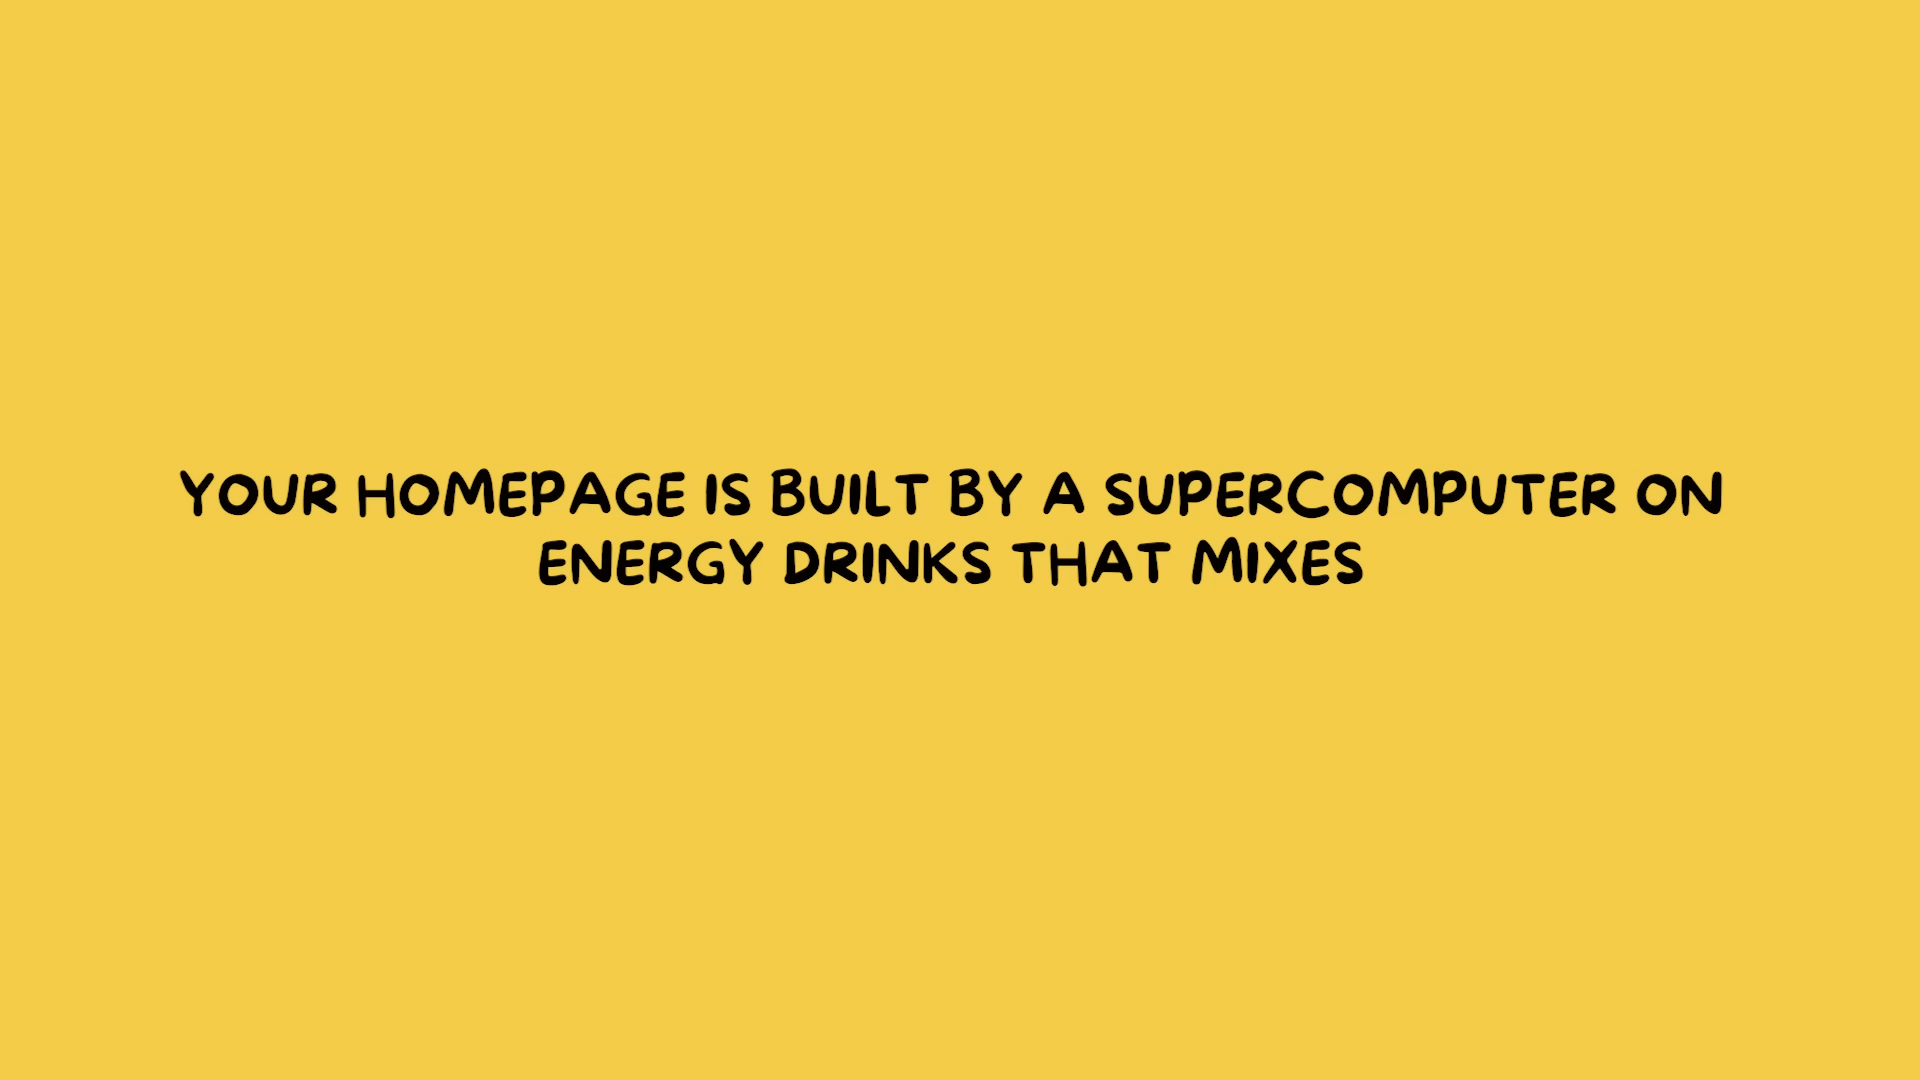 YOUR HOMEPAGE IS BUILT BY A SUPERCOMPUTER ON
ENERGY DRINKS THAT MIXES